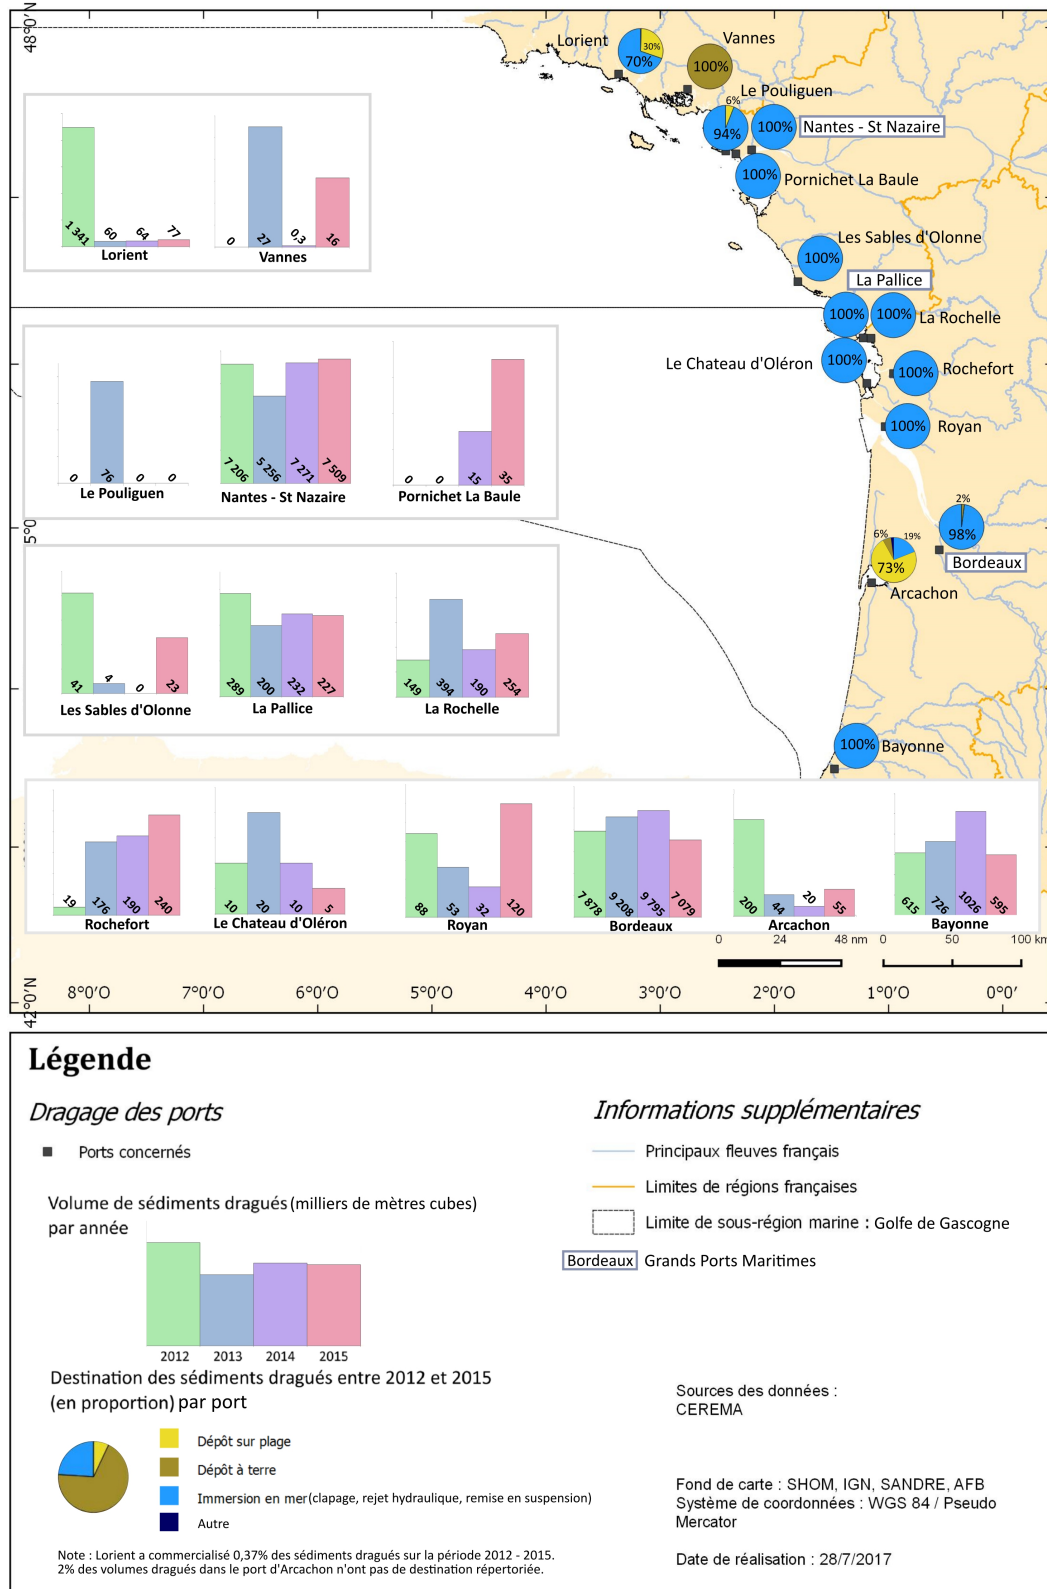 48°0'N
Lorient
30%
70%
Vannes
100%
Le Pouliguen
6%
94%
100%
Nantes - St Nazaire
100%
Pornichet La Baule
Les Sables d'Olonne
100%
La Pallice
100%
100%
La Rochelle
Le Chateau d'Oléron
100%
100%
Rochefort
100%
Royan
2%
98%
Bordeaux
6%
19%
73%
Arcachon
100%
Bayonne
1 341
60
64
77
Lorient
0
27
0,3
16
Vannes
0
76
0
0
Le Pouliguen
7 206
5 256
7 271
7 509
Nantes - St Nazaire
0
0
15
35
Pornichet La Baule
5°0
41
4
0
23
Les Sables d'Olonne
289
200
232
227
La Pallice
149
394
190
254
La Rochelle
19
176
190
240
Rochefort
10
20
10
5
Le Chateau d'Oléron
88
53
32
120
Royan
7 878
9 208
9 795
7 079
Bordeaux
200
44
20
55
Arcachon
615
726
1026
595
Bayonne
0 24 48 nm
0 50 100 km
42°0'N
8°0'O 7°0'O 6°0'O 5°0'O 4°0'O 3°0'O 2°0'O 1°0'O 0°0'
Légende
Dragage des ports
Ports concernés
Volume de sédiments dragués (milliers de mètres cubes)
par année
2012 2013 2014 2015
Destination des sédiments dragués entre 2012 et 2015
(en proportion) par port
Dépôt sur plage
Dépôt à terre
Immersion en mer (clapage, rejet hydraulique, remise en suspension)
Autre
Note : Lorient a commercialisé 0,37% des sédiments dragués sur la période 2012 - 2015.
2% des volumes dragués dans le port d'Arcachon n'ont pas de destination répertoriée.
Informations supplémentaires
Principaux fleuves français
Limites de régions françaises
Limite de sous-région marine : Golfe de Gascogne
Bordeaux Grands Ports Maritimes
Sources des données :
CEREMA
Fond de carte : SHOM, IGN, SANDRE, AFB
Système de coordonnées : WGS 84 / Pseudo
Mercator
Date de réalisation : 28/7/2017